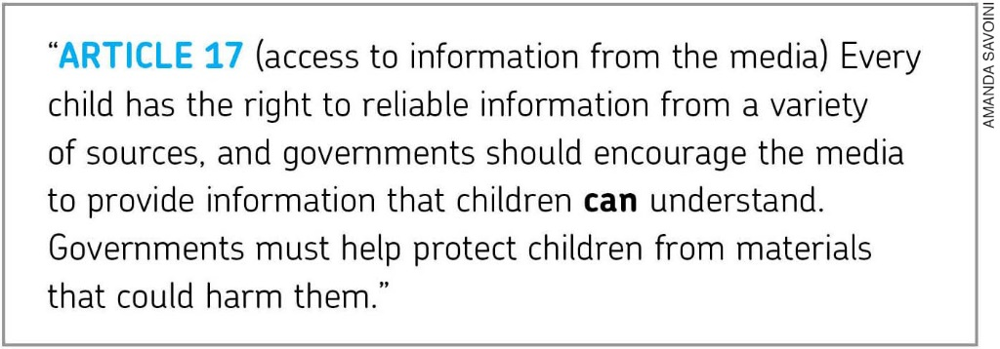 “ARTICLE 17 (access to information from the media) Every
child has the right to reliable information from a variety
of sources, and governments should encourage the media
to provide information that children can understand.
Governments must help protect children from materials
that could harm them.”
AMANDA SAVOINI